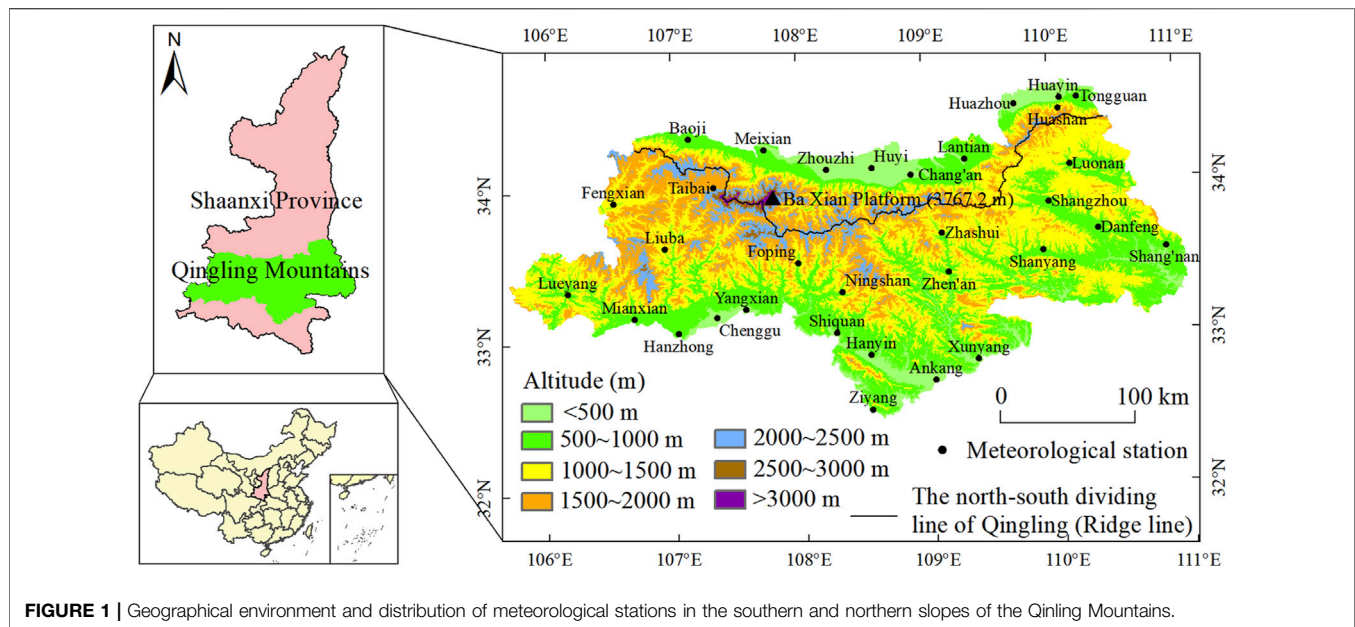 N
Shaanxi Province
Qingling Mountains
106°E
107°E
108°E
109°E
110°E
111°E
34°N
33°N
32°N
34°N
33°N
32°N
Huayin
Tongguan
Huazhou
Huashan
Baoji
Meixian
Lantian
Zhouzhi
Huyi
Chang'an
Luonan
Taibai
Fengxian
Ba Xian Platform (3767.2 m)
Shangzhou
Danfeng
Zhashui
Liuba
Foping
Shanyang
Shang'nan
Lueyang
Ningshan
Zhen'an
Yangxian
Mianxian
Chenggu
Shiquan
Hanzhong
Hanyin
Xunyang
Ankang
Ziyang
Altitude (m)
<500 m
500~1000 m
1000~1500 m
1500~2000 m
2000~2500 m
2500~3000 m
>3000 m
0
100 km
Meteorological station
The north-south dividing
line of Qingling (Ridge line)
106°E
107°E
108°E
109°E
110°E
111°E
FIGURE 1 | Geographical environment and distribution of meteorological stations in the southern and northern slopes of the Qinling Mountains.